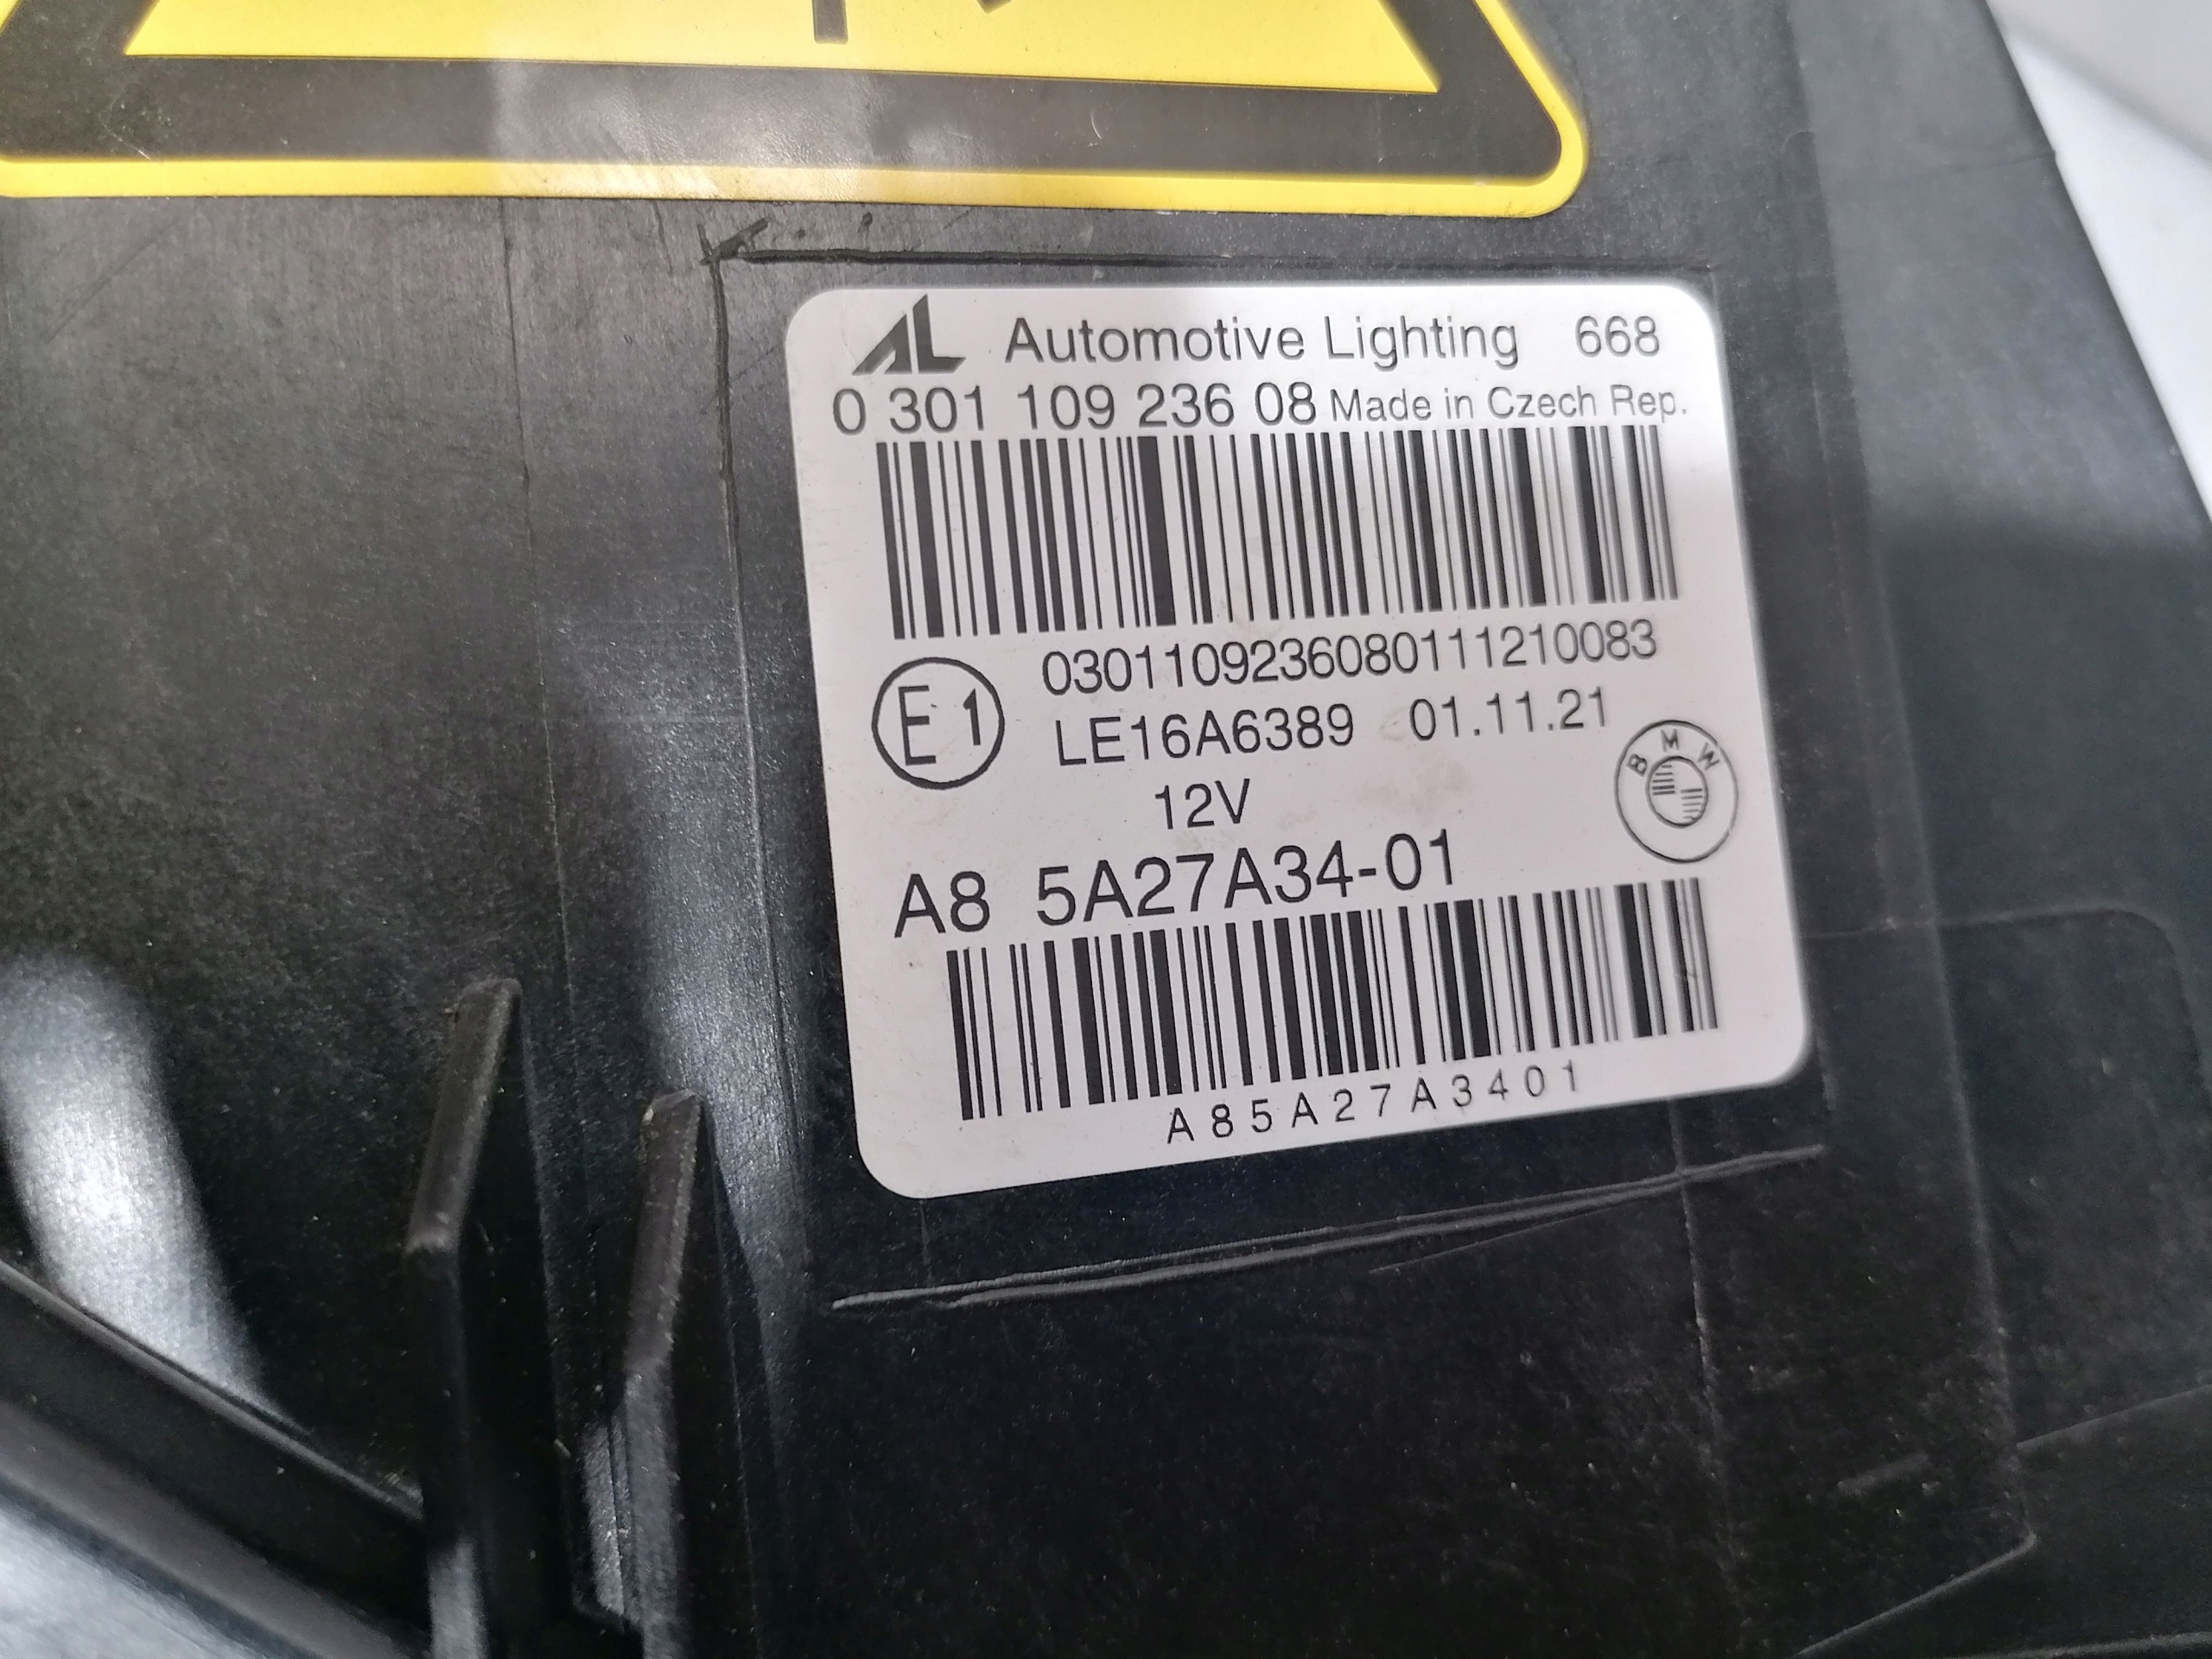 AL Automotive Lighting 668
0 301 109 236 08 Made in Czech Rep.
0301109236080111210083
E1 LE16A6389 01.11.21
BMW
12V
A8 5A27A34-01
A85A27A3401